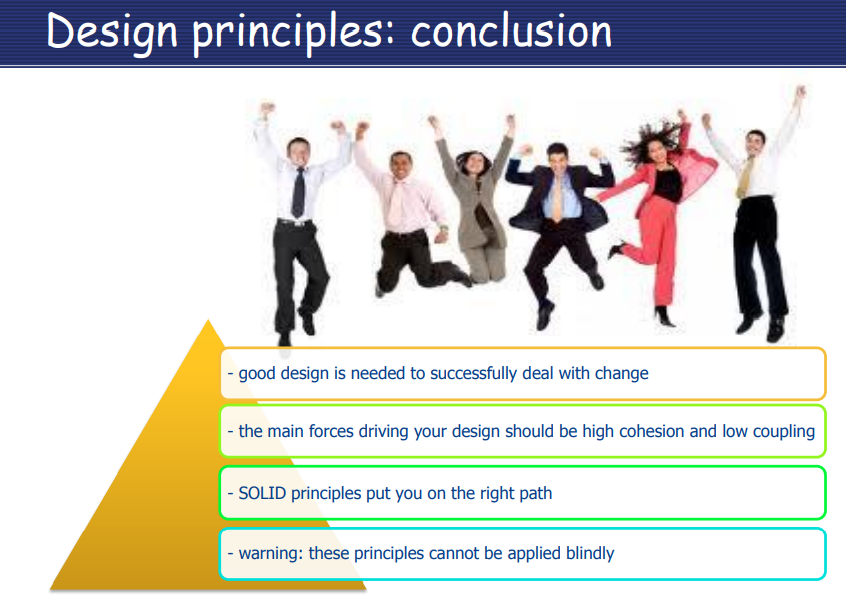 Design principles: conclusion
- good design is needed to successfully deal with change
- the main forces driving your design should be high cohesion and low coupling
- SOLID principles put you on the right path
- warning: these principles cannot be applied blindly